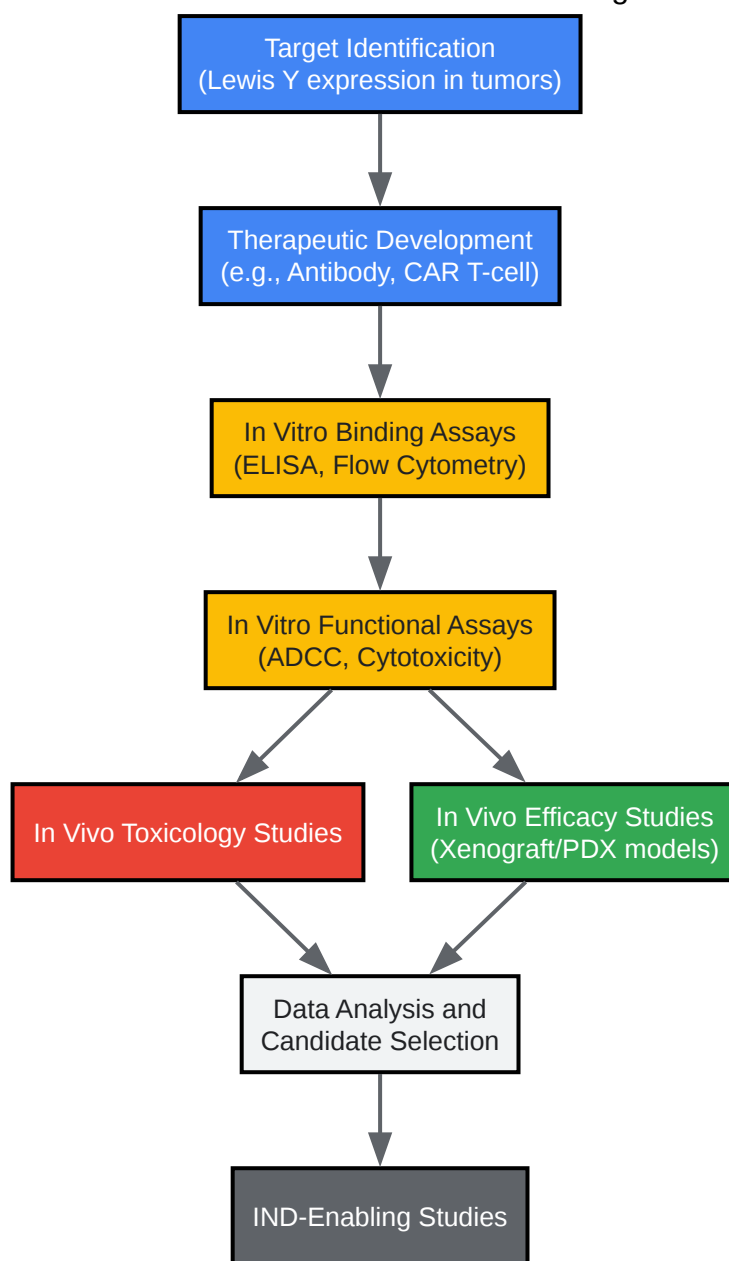 Target Identification
(Lewis Y expression in tumors)
Therapeutic Development
(e.g., Antibody, CAR T-cell)
In Vitro Binding Assays
(ELISA, Flow Cytometry)
In Vitro Functional Assays
(ADCC, Cytotoxicity)
In Vivo Toxicology Studies
In Vivo Efficacy Studies
(Xenograft/PDX models)
Data Analysis and
Candidate Selection
IND-Enabling Studies